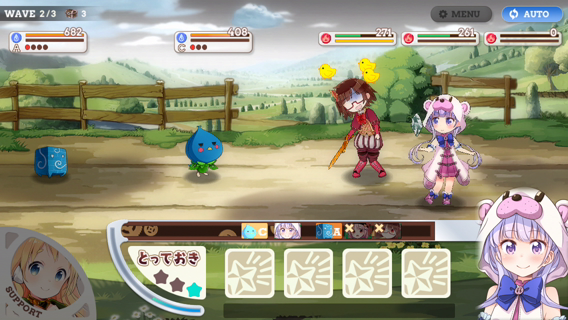 WAVE 2/3 3
MENU
AUTO
682
A
408
C
271
261
0
C
A
とっておき
SUPPORT